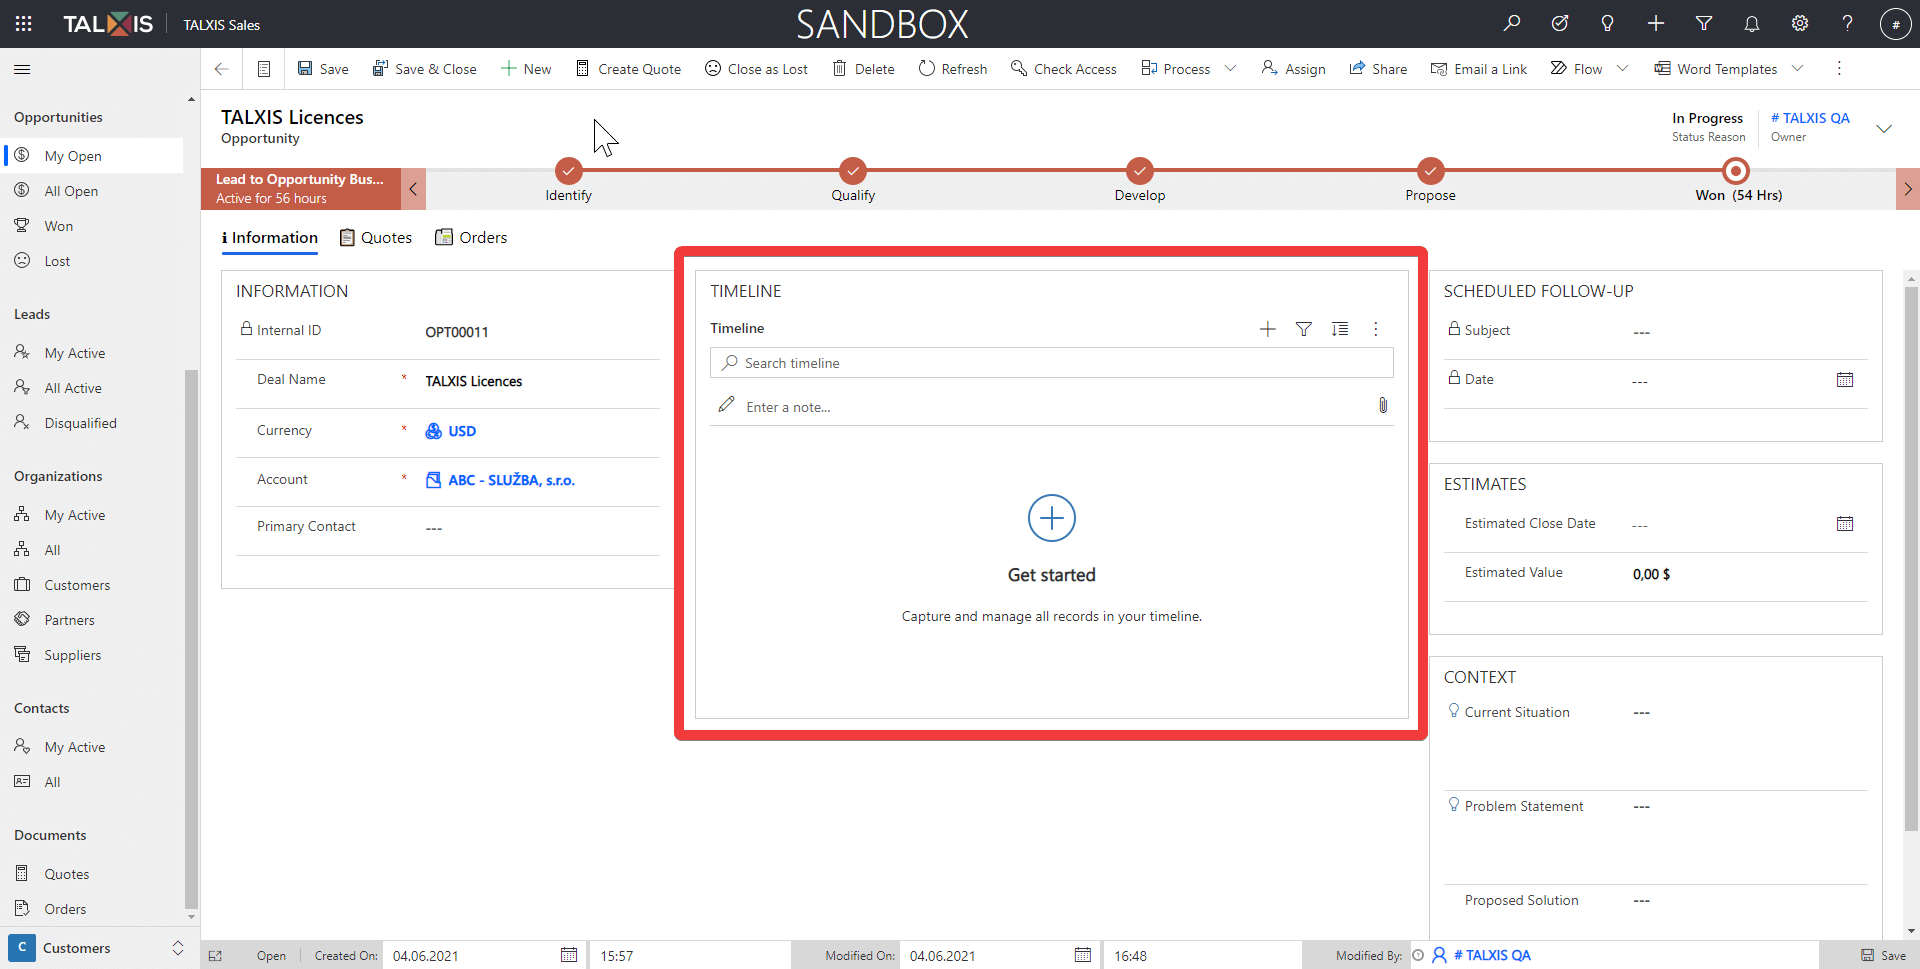 TALXIS
TALXIS Sales
SANDBOX
#
Save
Save & Close
New
Create Quote
Close as Lost
Delete
Refresh
Check Access
Process
Assign
Share
Email a Link
Flow
Word Templates
Opportunities
My Open
All Open
Won
Lost
Leads
My Active
All Active
Disqualified
Organizations
My Active
All
Customers
Partners
Suppliers
Contacts
My Active
All
Documents
Quotes
Orders
C Customers
TALXIS Licences
Opportunity
In Progress
Status Reason
# TALXIS QA
Owner
Lead to Opportunity Bus...
Active for 56 hours
Identify
Qualify
Develop
Propose
Won (54 Hrs)
Information
Quotes
Orders
INFORMATION
Internal ID OPT00011
Deal Name * TALXIS Licences
Currency * USD
Account * ABC - SLUŽBA, s.r.o.
Primary Contact ---
TIMELINE
Timeline
Search timeline
Enter a note...
Get started
Capture and manage all records in your timeline.
SCHEDULED FOLLOW-UP
Subject ---
Date ---
ESTIMATES
Estimated Close Date ---
Estimated Value 0,00 $
CONTEXT
Current Situation ---
Problem Statement ---
Proposed Solution ---
Open
Created On: 04.06.2021 15:57
Modified On: 04.06.2021 16:48
Modified By: # TALXIS QA
Save